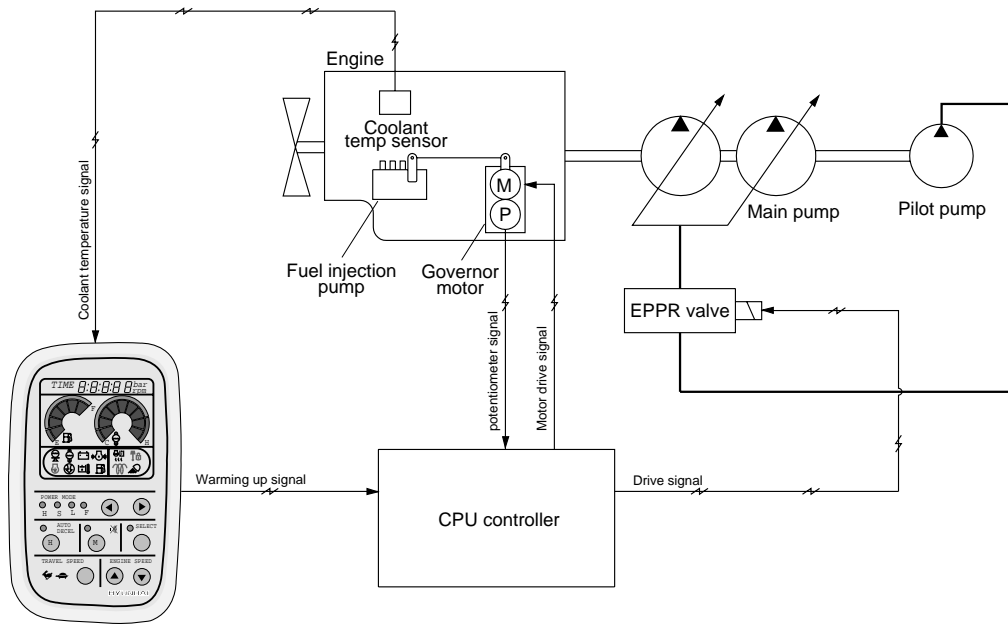 Engine
Coolant
temp sensor
M
P
Fuel injection
pump
Governor
motor
Main pump
Pilot pump
EPPR valve
Coolant temperature signal
potentiometer signal
Motor drive signal
Warming up signal
CPU controller
Drive signal
TIME
bar
rpm
F
E
C
H
POWER MODE
H S L F
AUTO
DECEL
SELECT
H
M
TRAVEL SPEED
ENGINE SPEED
HYUNDAI